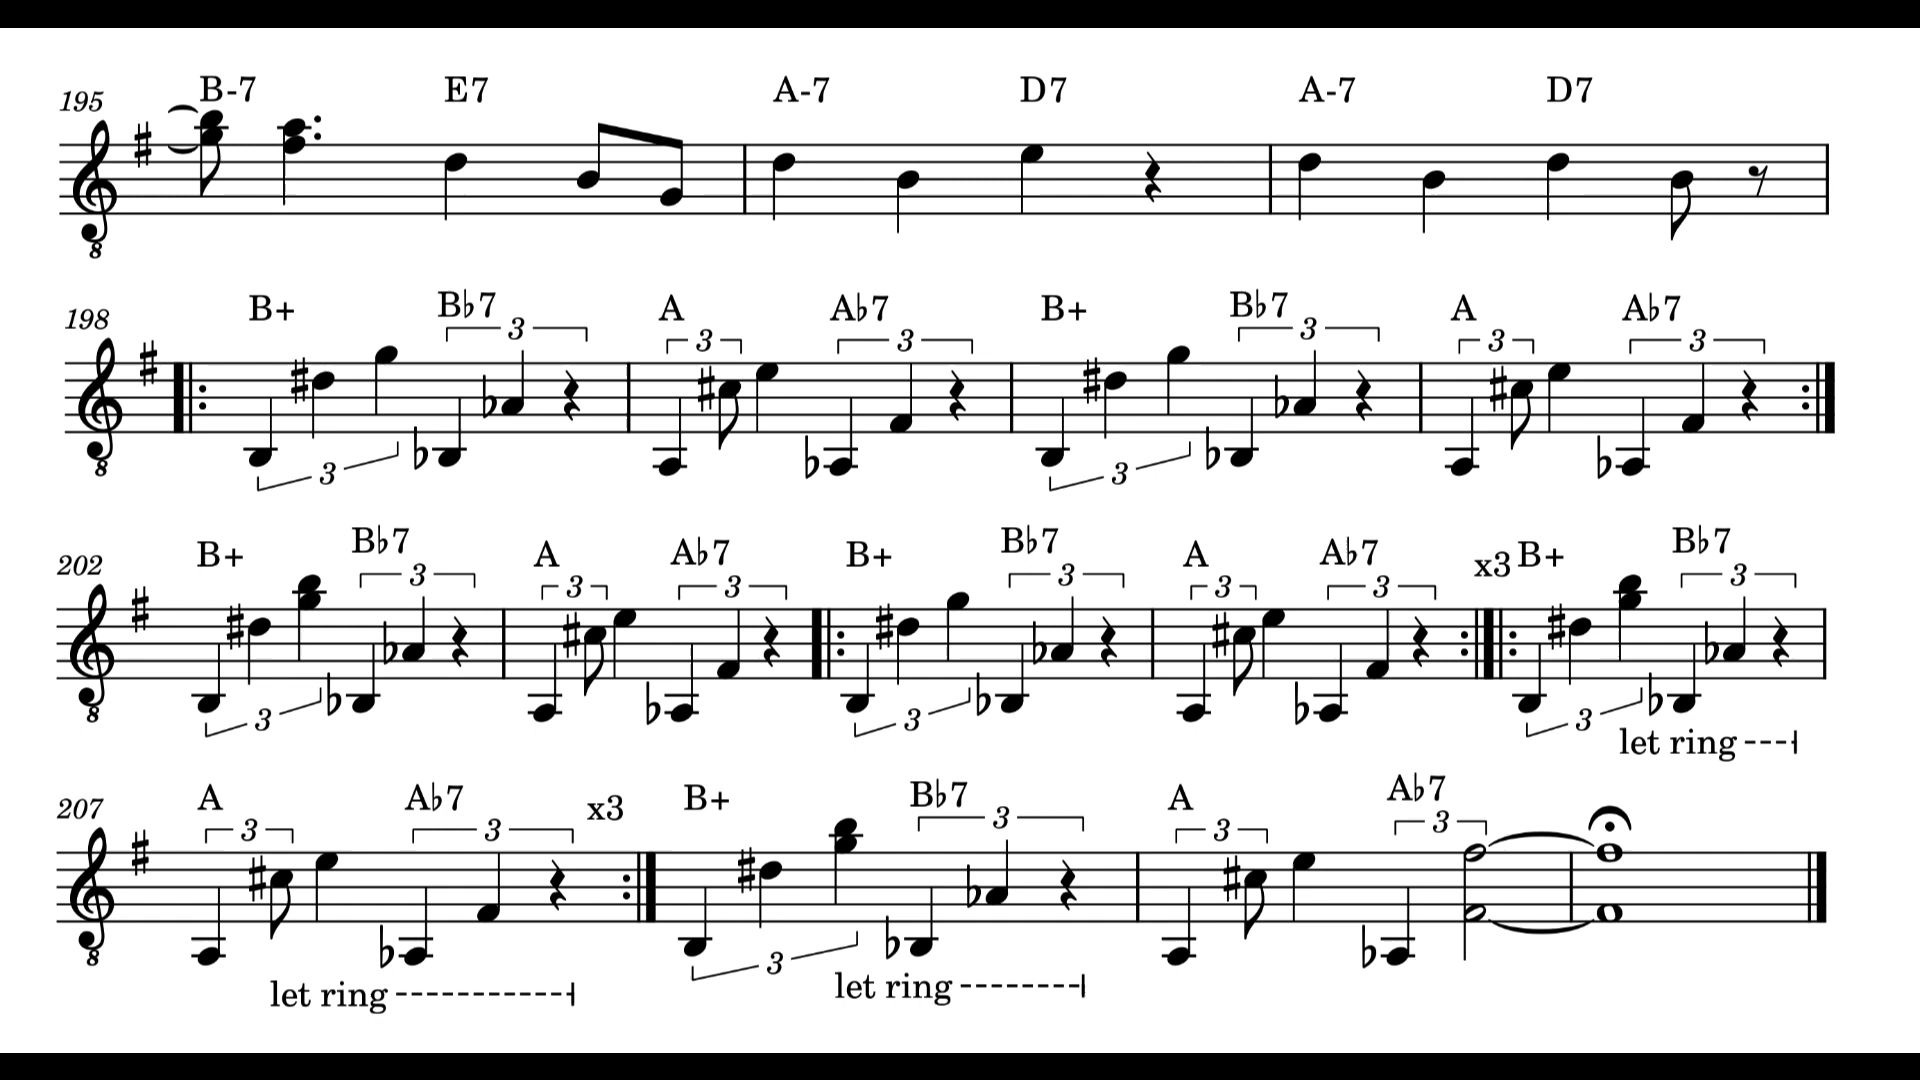 195 B-7 E7 A-7 D7 A-7 D7
8
198 B+ B♭7 A A♭7 B+ B♭7 A A♭7
3 3 3 3 3 3
8 3 3
202 B+ B♭7 A A♭7 B+ B♭7 A A♭7 x3 B+ B♭7
3 3 3 3 3 3 3
8 3 3 3
let ring
207 A A♭7 x3 B+ B♭7 A A♭7
3 3 3 3 3
8 3
let ring let ring